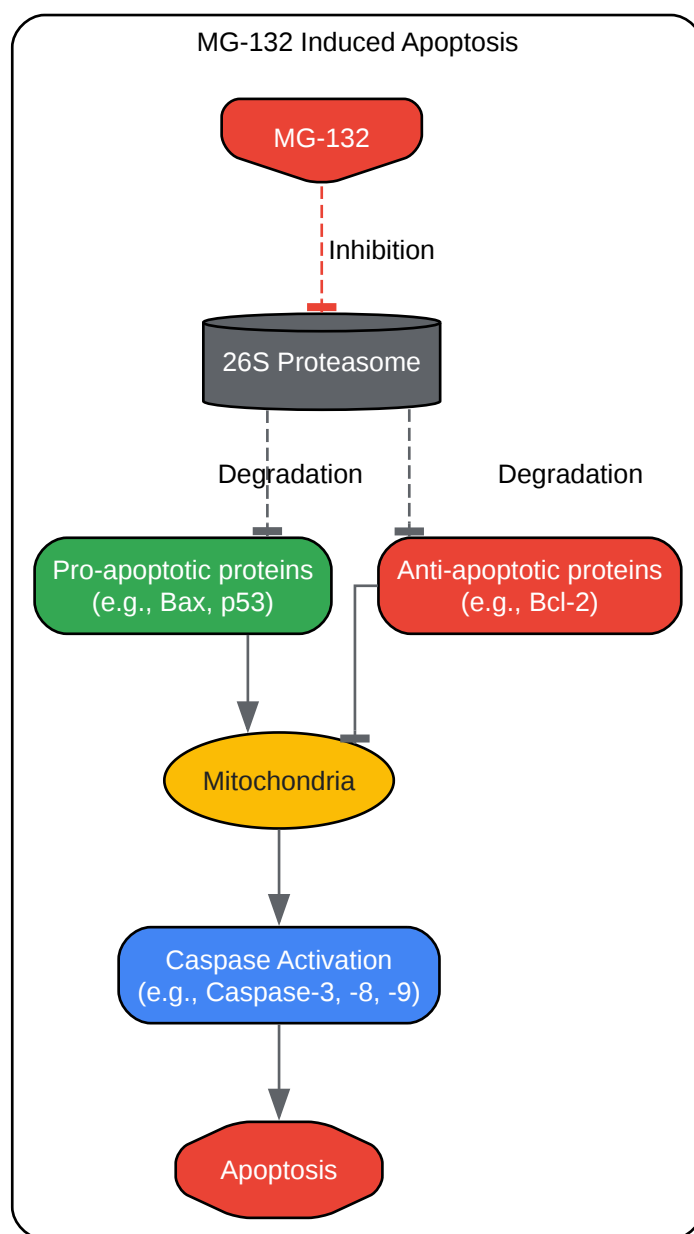 MG-132 Induced Apoptosis
MG-132
Inhibition
26S Proteasome
Degradation
Degradation
Pro-apoptotic proteins
(e.g., Bax, p53)
Anti-apoptotic proteins
(e.g., Bcl-2)
Mitochondria
Caspase Activation
(e.g., Caspase-3, -8, -9)
Apoptosis